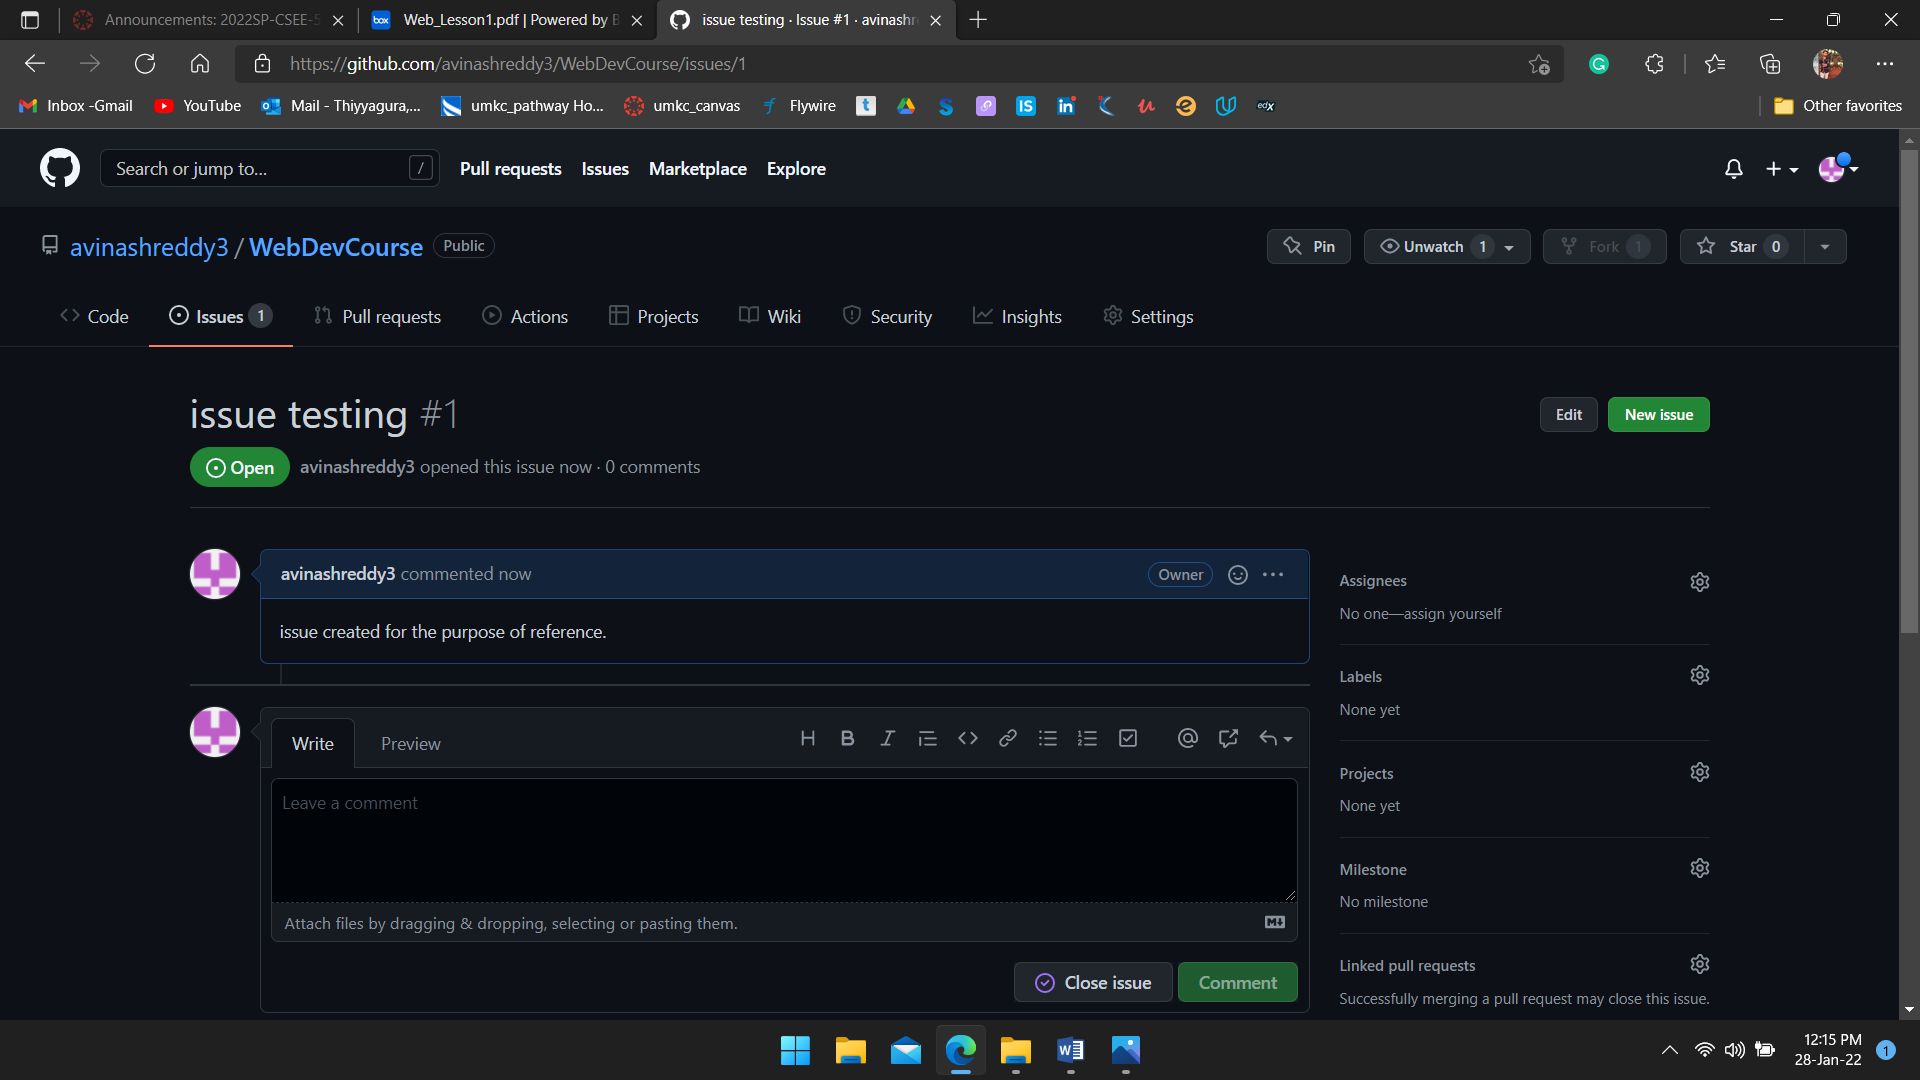 Announcements: 2022SP-CSEE-5
Web_Lesson1.pdf | Powered by B
issue testing · Issue #1 · avinashr
https://github.com/avinashreddy3/WebDevCourse/issues/1
Inbox -Gmail
YouTube
Mail - Thiyyagura,...
umkc_pathway Ho...
umkc_canvas
Flywire
Other favorites
Search or jump to...
/
Pull requests
Issues
Marketplace
Explore
avinashreddy3 / WebDevCourse
Public
Pin
Unwatch 1
Fork 1
Star 0
Code
Issues 1
Pull requests
Actions
Projects
Wiki
Security
Insights
Settings
issue testing #1
Edit
New issue
Open
avinashreddy3 opened this issue now · 0 comments
avinashreddy3 commented now
Owner
issue created for the purpose of reference.
Write
Preview
Leave a comment
Attach files by dragging & dropping, selecting or pasting them.
Close issue
Comment
Assignees
No one—assign yourself
Labels
None yet
Projects
None yet
Milestone
No milestone
Linked pull requests
Successfully merging a pull request may close this issue.
12:15 PM
28-Jan-22
1